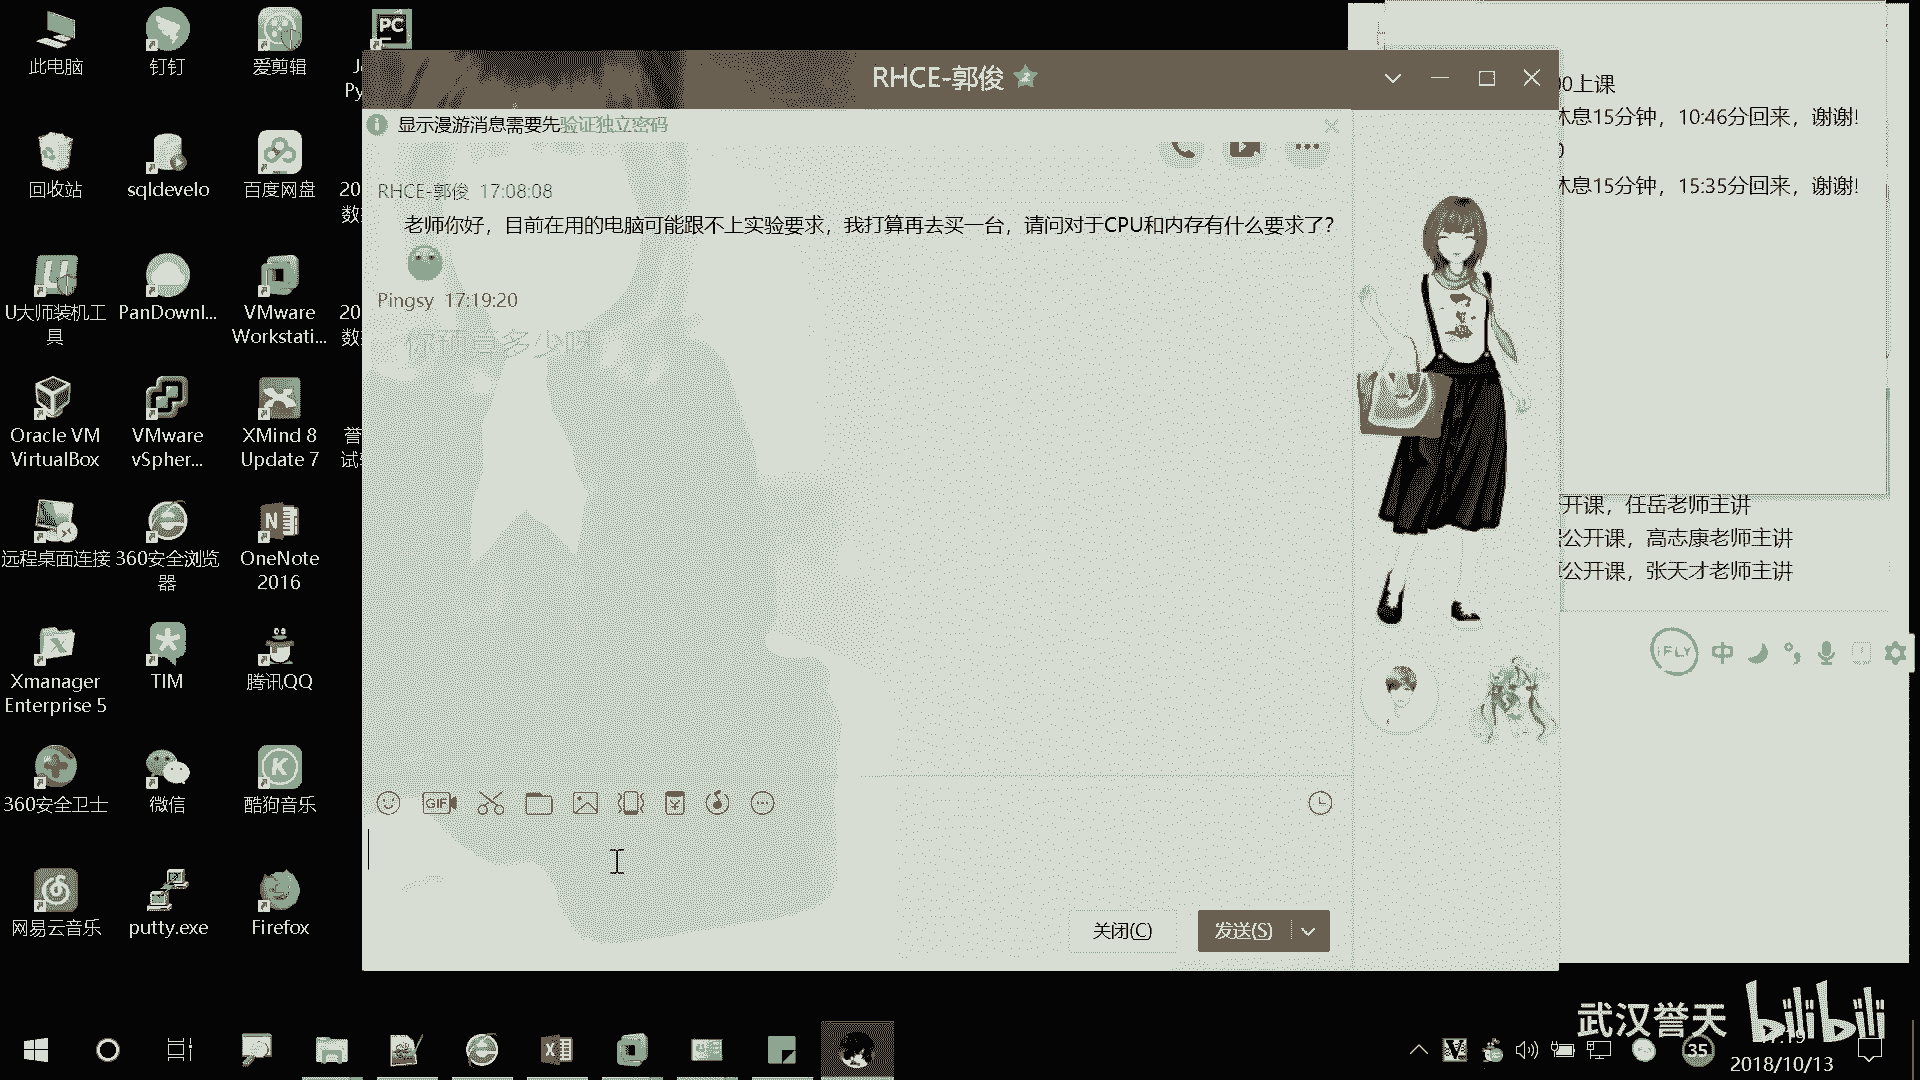 此电脑
钉钉
爱剪辑
PC
回收站
sqldevelo
百度网盘
U大师装机工
具
PanDownl...
VMware
Workstati...
Oracle VM
VirtualBox
VMware
vSpher...
XMind 8
Update 7
远程桌面连接
360安全浏览
器
OneNote
2016
Xmanager
Enterprise 5
TIM
腾讯QQ
360安全卫士
微信
酷狗音乐
网易云音乐
putty.exe
Firefox
RHCE-郭俊
显示漫游消息需要先验证独立密码
RHCE-郭俊 17:08:08
老师你好，目前在用的电脑可能跟不上实验要求，我打算再去买一台，请问对于CPU和内存有什么要求了？
Pingsy 17:19:20
你预算多少呀
GIF
关闭(C)
发送(S)
00上课
休息15分钟，10:46分回来，谢谢!
休息15分钟，15:35分回来，谢谢!
开课，任岳老师主讲
公开课，高志康老师主讲
公开课，张天才老师主讲
iFLY
中
武汉誉天
bilibili
35
17:19
2018/10/13